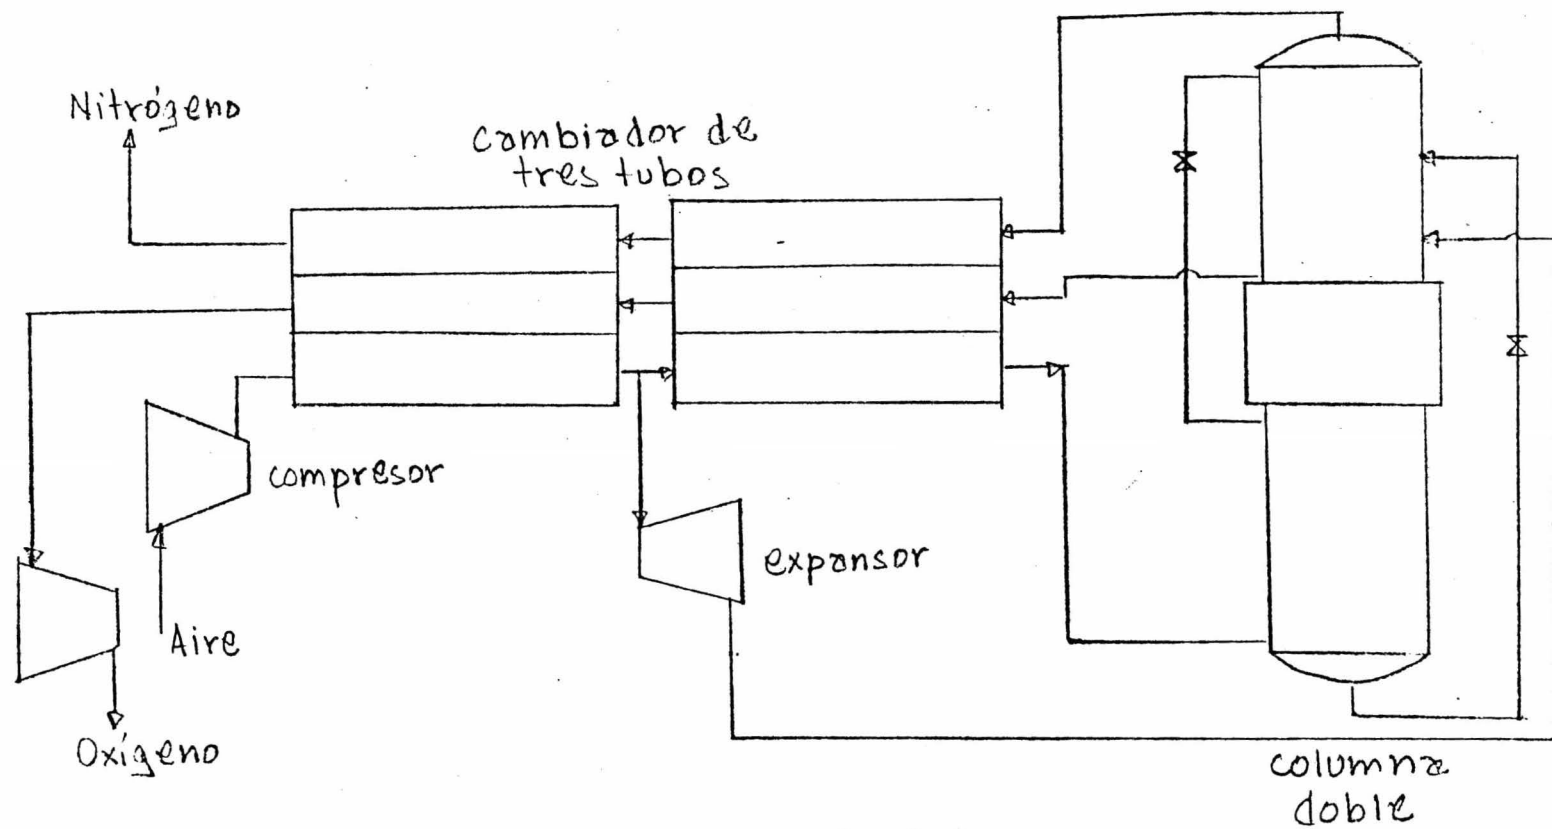 Nitrógeno
cambiador de
tres tubos
compresor
expansor
Aire
Oxígeno
columna
doble